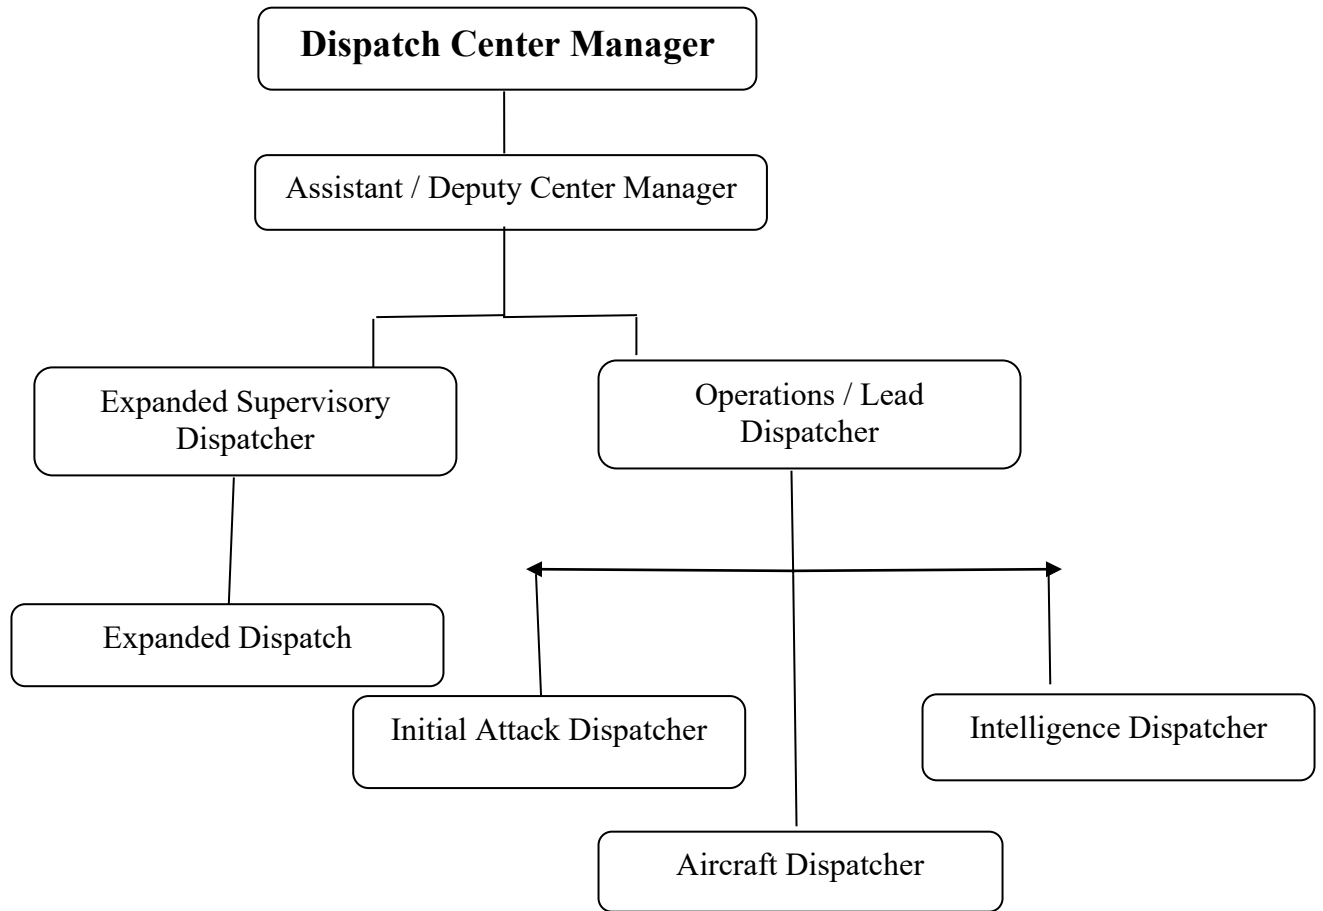 Dispatch Center Manager
Assistant / Deputy Center Manager
Expanded Supervisory
Dispatcher
Operations / Lead
Dispatcher
Expanded Dispatch
Initial Attack Dispatcher
Intelligence Dispatcher
Aircraft Dispatcher